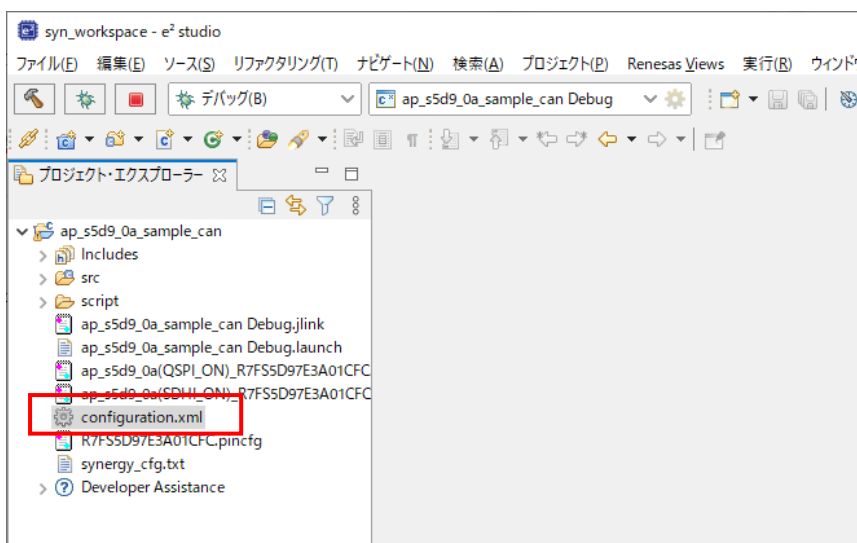 syn_workspace - e² studio
ファイル(F) 編集(E) ソース(S) リファクタリング(T) ナビゲート(N) 検索(A) プロジェクト(P) Renesas Views 実行(R) ウィンドウ
デバッグ(B) ap_s5d9_0a_sample_can Debug
プロジェクト・エクスプローラー
ap_s5d9_0a_sample_can
Includes
src
script
ap_s5d9_0a_sample_can Debug.jlink
ap_s5d9_0a_sample_can Debug.launch
ap_s5d9_0a(QSPI_ON)_R7FS5D97E3A01CFC
ap_s5d9_0a(SDHI_ON)_R7FS5D97E3A01CFC
configuration.xml
R7FS5D97E3A01CFC.pincfg
synergy_cfg.txt
Developer Assistance